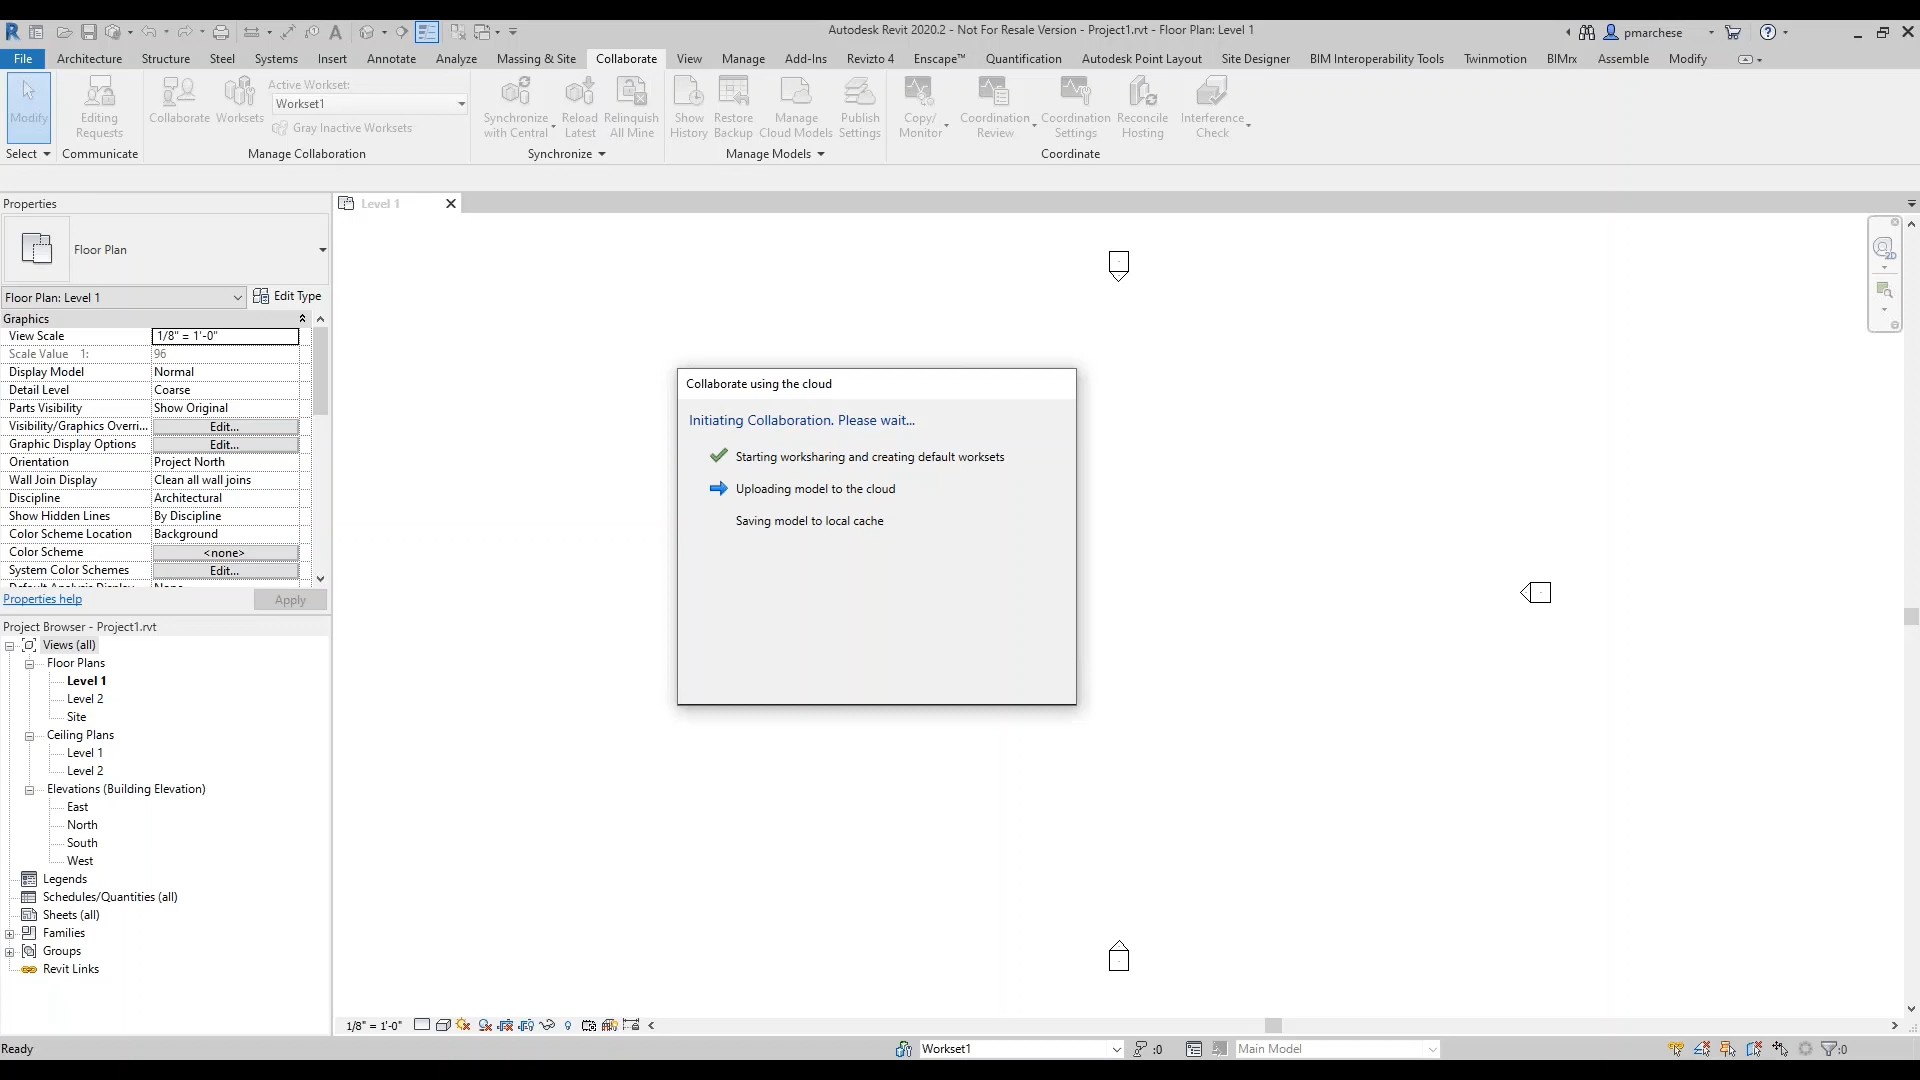 Autodesk Revit 2020.2 - Not For Resale Version - Project1.rvt - Floor Plan: Level 1
pmarchese
File Architecture Structure Steel Systems Insert Annotate Analyze Massing & Site Collaborate View Manage Add-Ins Revizto 4 Enscape™ Quantification Autodesk Point Layout Site Designer BIM Interoperability Tools Twinmotion BIMrx Assemble Modify
Modify
Select
Editing
Requests
Communicate
Collaborate
Worksets
Active Workset:
Workset1
Gray Inactive Worksets
Manage Collaboration
Synchronize
with Central
Reload
Latest
Relinquish
All Mine
Synchronize
Show
History
Restore
Backup
Manage
Cloud Models
Publish
Settings
Manage Models
Copy/
Monitor
Coordination
Review
Coordination
Settings
Reconcile
Hosting
Interference
Check
Coordinate
Properties
Floor Plan
Floor Plan: Level 1 Edit Type
Graphics
View Scale 1/8" = 1'-0"
Scale Value 1: 96
Display Model Normal
Detail Level Coarse
Parts Visibility Show Original
Visibility/Graphics Overri... Edit...
Graphic Display Options Edit...
Orientation Project North
Wall Join Display Clean all wall joins
Discipline Architectural
Show Hidden Lines By Discipline
Color Scheme Location Background
Color Scheme <none>
System Color Schemes Edit...
Default Analysis Display None
Properties help Apply
Project Browser - Project1.rvt
Views (all)
Floor Plans
Level 1
Level 2
Site
Ceiling Plans
Level 1
Level 2
Elevations (Building Elevation)
East
North
South
West
Legends
Schedules/Quantities (all)
Sheets (all)
Families
Groups
Revit Links
Level 1
2D
Collaborate using the cloud
Initiating Collaboration. Please wait...
Starting worksharing and creating default worksets
Uploading model to the cloud
Saving model to local cache
1/8" = 1'-0"
Ready
Workset1
:0
Main Model
:0